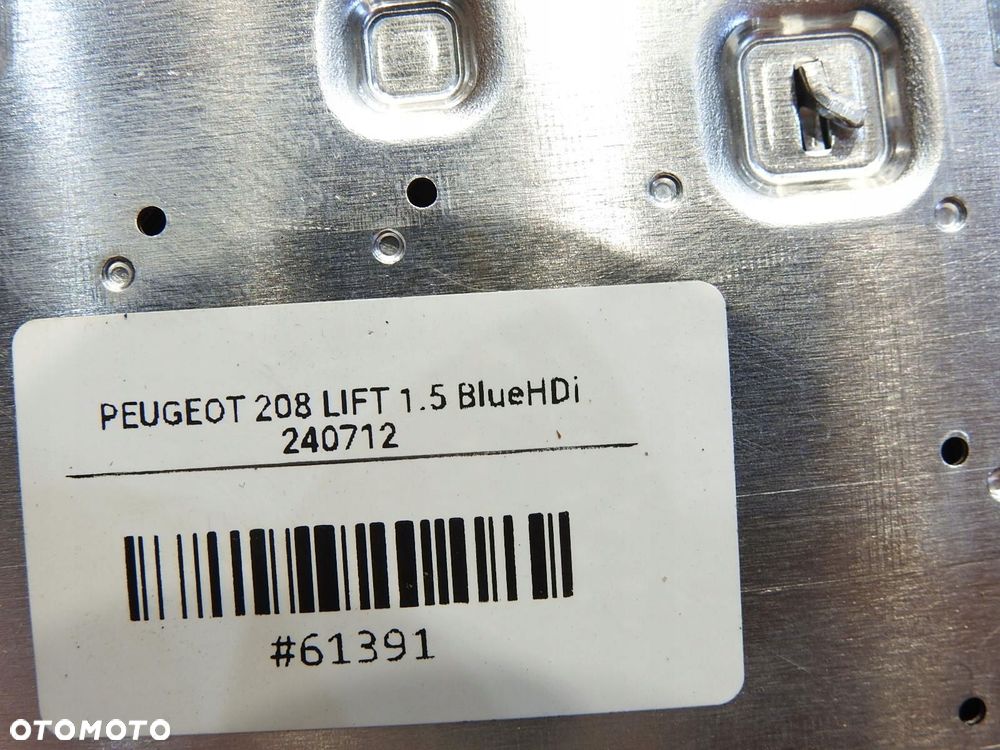 PEUGEOT 208 LIFT 1.5 BlueHDi
240712
#61391
OTOMOTO